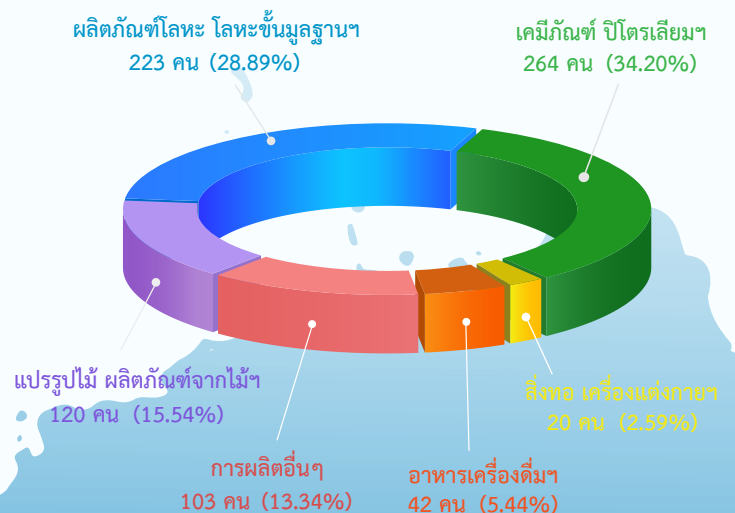 ผลิตภัณฑ์โลหะ โลหะขั้นมูลฐานฯ
223 คน (28.89%)
เคมีภัณฑ์ ปิโตรเลียมฯ
264 คน (34.20%)
แปรรูปไม้ ผลิตภัณฑ์จากไม้ฯ
120 คน (15.54%)
สิ่งทอ เครื่องแต่งกายฯ
20 คน (2.59%)
การผลิตอื่นๆ
103 คน (13.34%)
อาหารเครื่องดื่มฯ
42 คน (5.44%)